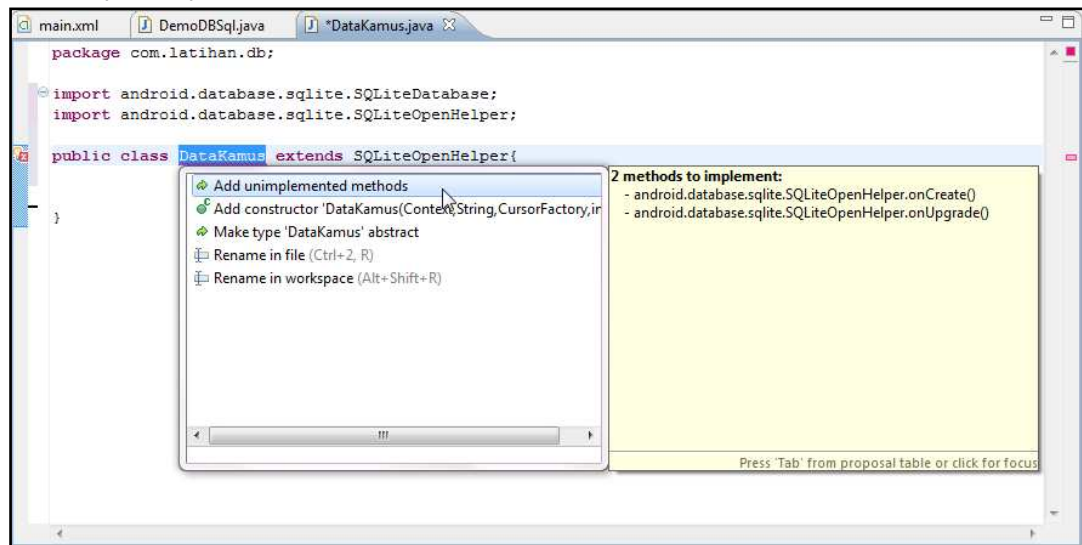 main.xml DemoDBSql.java *DataKamus.java
package com.latihan.db;
import android.database.sqlite.SQLiteDatabase;
import android.database.sqlite.SQLiteOpenHelper;
public class DataKamus extends SQLiteOpenHelper{
Add unimplemented methods
Add constructor 'DataKamus(Context,String,CursorFactory,in
Make type 'DataKamus' abstract
Rename in file (Ctrl+2, R)
Rename in workspace (Alt+Shift+R)
2 methods to implement:
- android.database.sqlite.SQLiteOpenHelper.onCreate()
- android.database.sqlite.SQLiteOpenHelper.onUpgrade()
Press 'Tab' from proposal table or click for focus
}